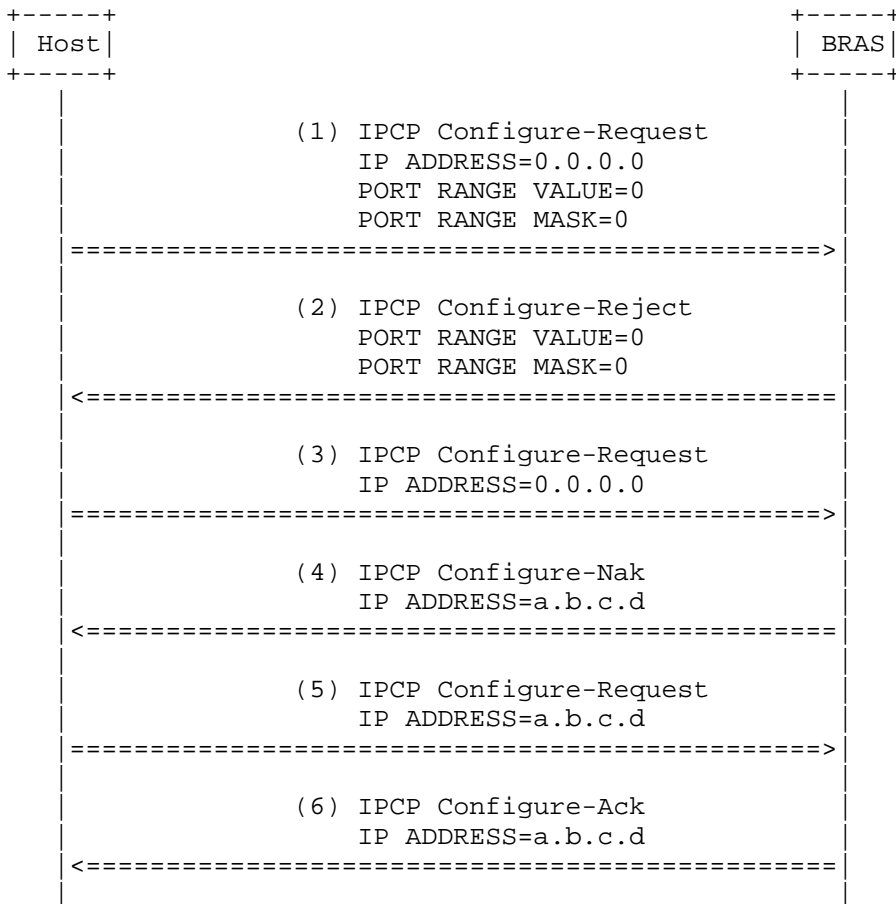 Host BRAS
(1) IPCP Configure-Request
IP ADDRESS=0.0.0.0
PORT RANGE VALUE=0
PORT RANGE MASK=0
(2) IPCP Configure-Reject
PORT RANGE VALUE=0
PORT RANGE MASK=0
(3) IPCP Configure-Request
IP ADDRESS=0.0.0.0
(4) IPCP Configure-Nak
IP ADDRESS=a.b.c.d
(5) IPCP Configure-Request
IP ADDRESS=a.b.c.d
(6) IPCP Configure-Ack
IP ADDRESS=a.b.c.d